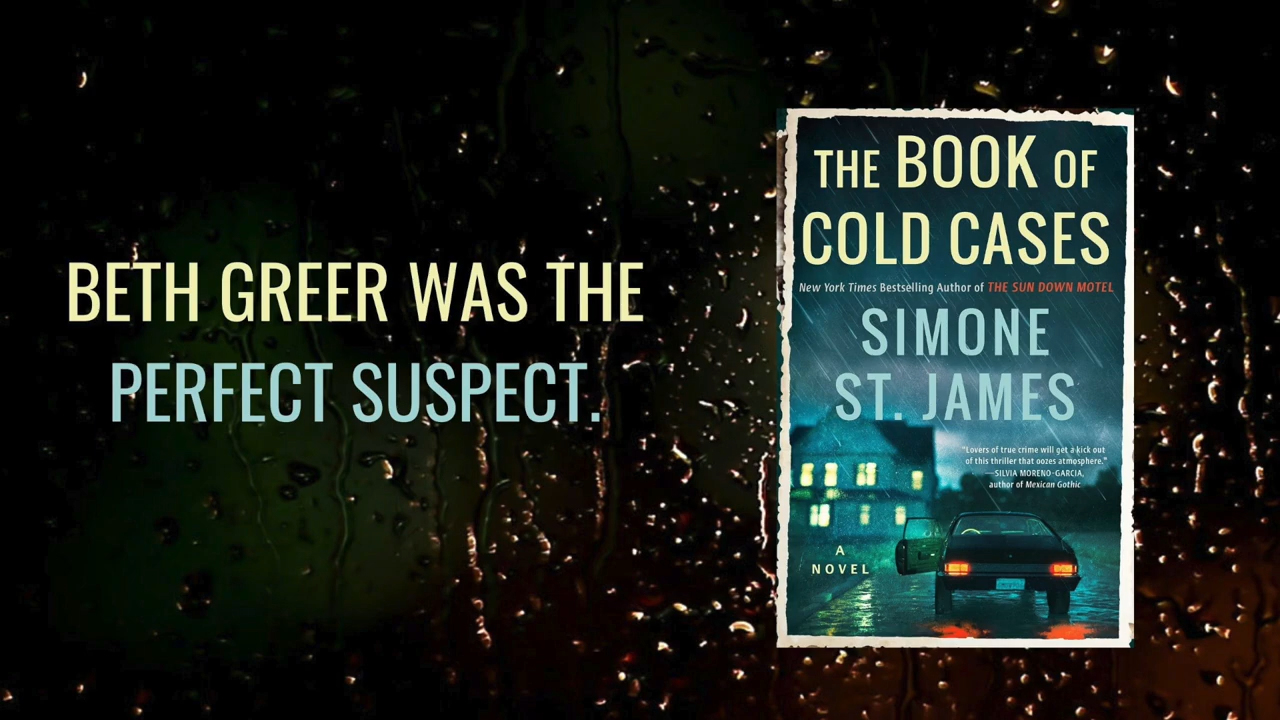 BETH GREER WAS THE
PERFECT SUSPECT.
THE BOOK OF
COLD CASES
New York Times Bestselling Author of THE SUN DOWN MOTEL
SIMONE
ST. JAMES
"Lovers of true crime will get a kick out
of this thriller that oozes atmosphere."
—SILVIA MORENO-GARCIA,
author of Mexican Gothic
A
NOVEL